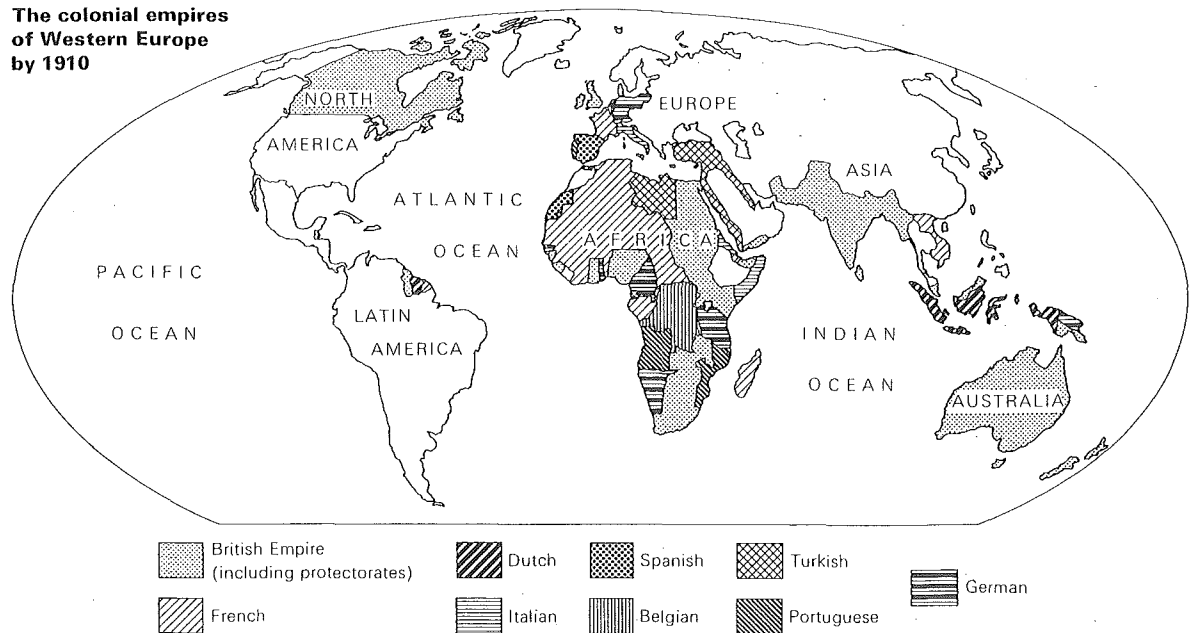 The colonial empires
of Western Europe
by 1910
NORTH
AMERICA
EUROPE
ASIA
ATLANTIC
OCEAN
AFRICA
PACIFIC
OCEAN
LATIN
AMERICA
INDIAN
OCEAN
AUSTRALIA
British Empire
(including protectorates)
Dutch
Spanish
Turkish
German
French
Italian
Belgian
Portuguese